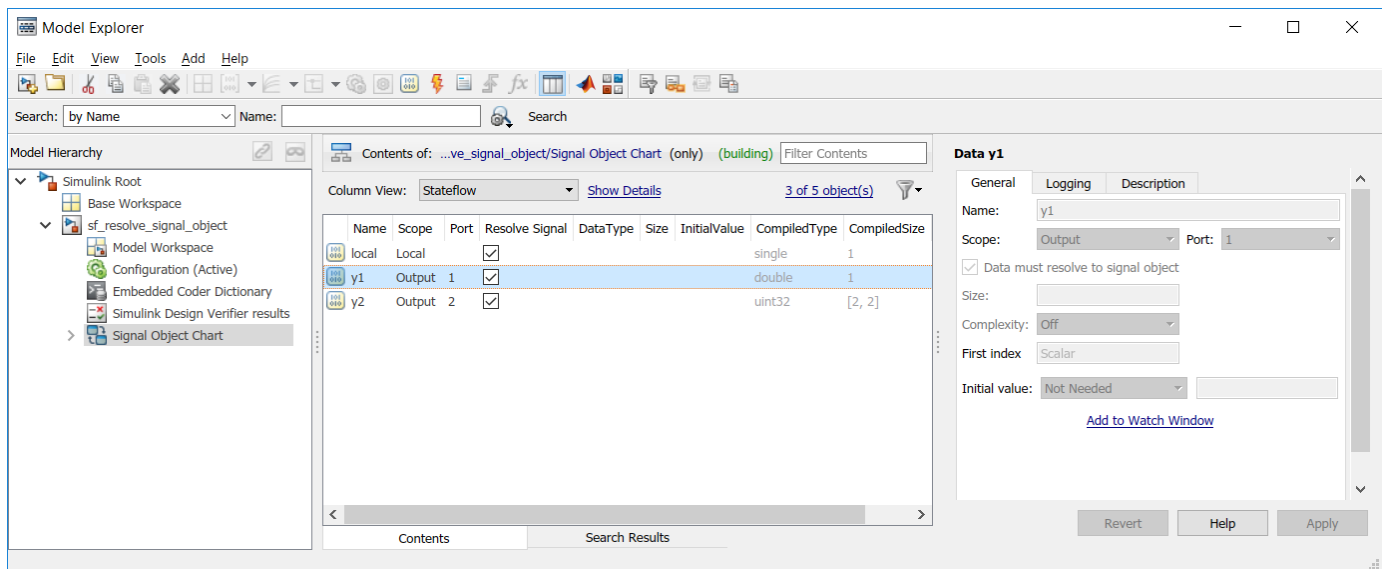 Model Explorer
File Edit View Tools Add Help
Search: by Name Name: Search
Model Hierarchy
Simulink Root
Base Workspace
sf_resolve_signal_object
Model Workspace
Configuration (Active)
Embedded Coder Dictionary
Simulink Design Verifier results
Signal Object Chart
Contents of: ...ve_signal_object/Signal Object Chart (only) (building) Filter Contents
Column View: Stateflow Show Details 3 of 5 object(s)
Name Scope Port Resolve Signal DataType Size InitialValue CompiledType CompiledSize
local Local single 1
y1 Output 1 double 1
y2 Output 2 uint32 [2, 2]
Contents Search Results
Data y1
General Logging Description
Name: y1
Scope: Output Port: 1
Data must resolve to signal object
Size:
Complexity: Off
First index Scalar
Initial value: Not Needed
Add to Watch Window
Revert Help Apply